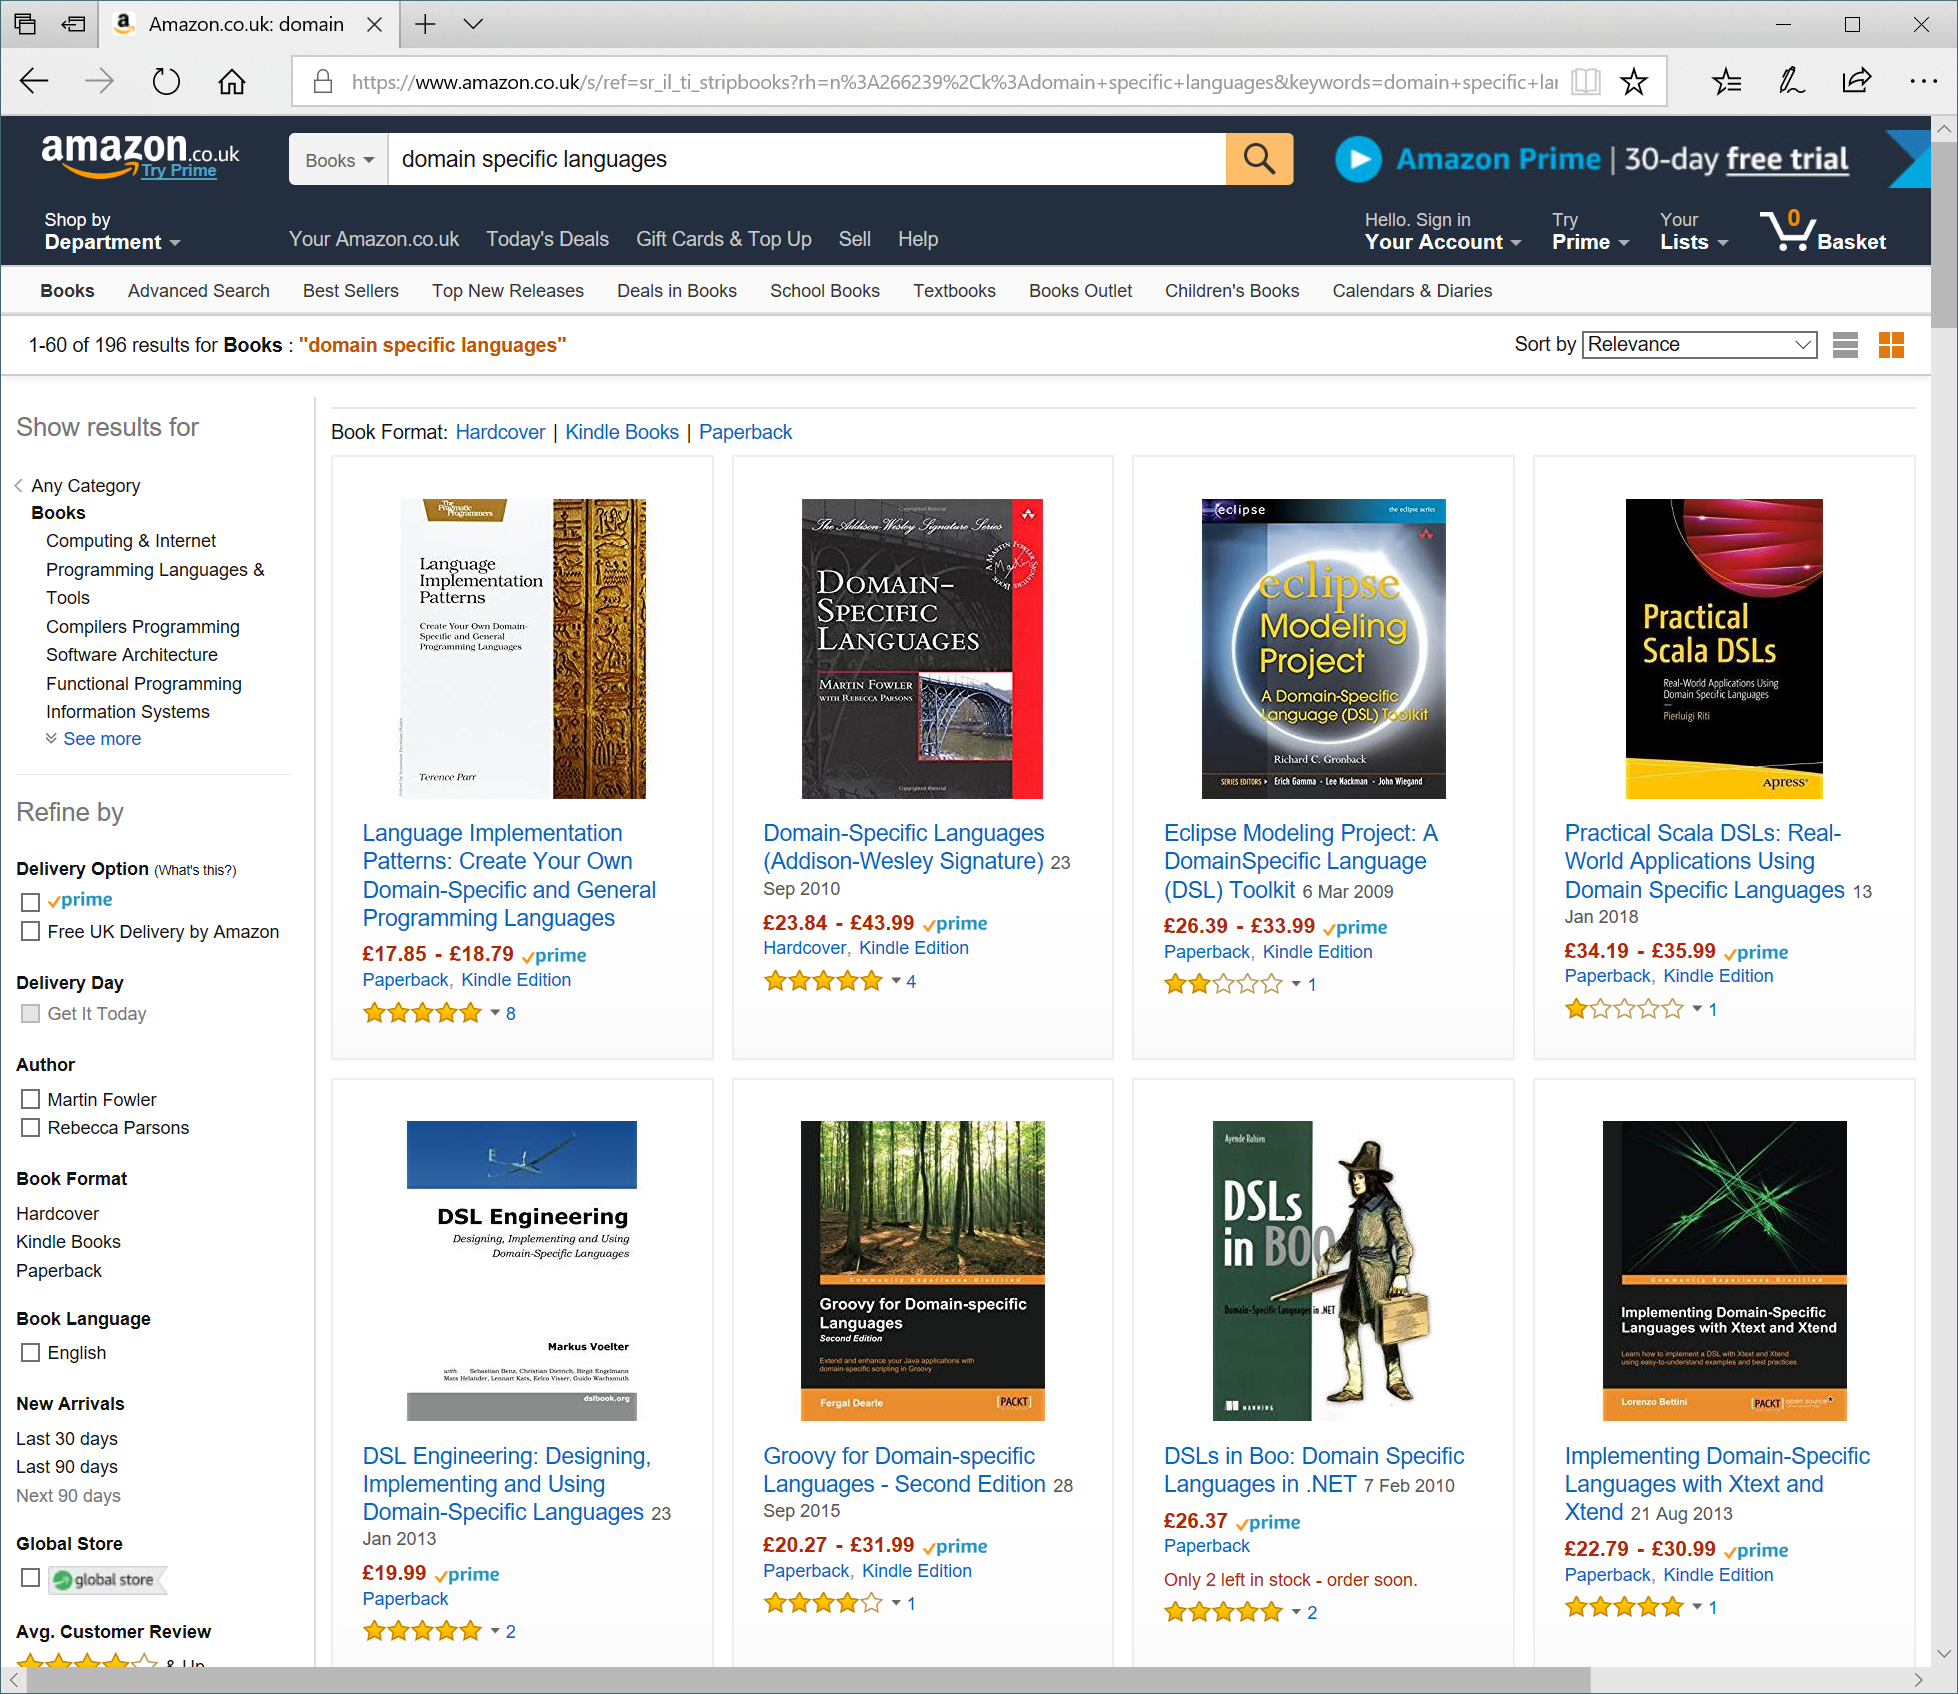 Amazon.co.uk: domain
https://www.amazon.co.uk/s/ref=sr_il_ti_stripbooks?rh=n%3A266239%2Ck%3Adomain+specific+languages&keywords=domain+specific+lar
amazon.co.uk
Try Prime
Books
domain specific languages
Amazon Prime | 30-day free trial
Shop by
Department
Your Amazon.co.uk Today's Deals Gift Cards & Top Up Sell Help
Hello. Sign in
Your Account
Try
Prime
Your
Lists
0
Basket
Books Advanced Search Best Sellers Top New Releases Deals in Books School Books Textbooks Books Outlet Children's Books Calendars & Diaries
1-60 of 196 results for Books : "domain specific languages"
Sort by Relevance
Show results for
Any Category
Books
Computing & Internet
Programming Languages &
Tools
Compilers Programming
Software Architecture
Functional Programming
Information Systems
See more
Refine by
Delivery Option (What's this?)
prime
Free UK Delivery by Amazon
Delivery Day
Get It Today
Author
Martin Fowler
Rebecca Parsons
Book Format
Hardcover
Kindle Books
Paperback
Book Language
English
New Arrivals
Last 30 days
Last 90 days
Next 90 days
Global Store
global store
Avg. Customer Review
& Up
Book Format: Hardcover | Kindle Books | Paperback
The
Pragmatic
Programmers
Language
Implementation
Patterns
Create Your Own Domain-
Specific and General
Programming Languages
Terence Parr
Language Implementation
Patterns: Create Your Own
Domain-Specific and General
Programming Languages
£17.85 - £18.79 prime
Paperback, Kindle Edition
8
Copyrighted Material
The Addison Wesley Signature Series
A MARTIN FOWLER SIGNATURE BOOK
DOMAIN-
SPECIFIC
LANGUAGES
MARTIN FOWLER
WITH REBECCA PARSONS
Copyrighted Material
Domain-Specific Languages
(Addison-Wesley Signature) 23
Sep 2010
£23.84 - £43.99 prime
Hardcover, Kindle Edition
4
eclipse
the eclipse series
eclipse
Modeling
Project
A Domain-Specific
Language (DSL) Toolkit
Richard C. Gronback
SERIES EDITORS ▸ Erich Gamma · Lee Nackman · John Wiegand
Eclipse Modeling Project: A
DomainSpecific Language
(DSL) Toolkit 6 Mar 2009
£26.39 - £33.99 prime
Paperback, Kindle Edition
1
Practical
Scala DSLs
Real-World Applications Using
Domain Specific Languages
Pierluigi Riti
Apress®
Practical Scala DSLs: Real-
World Applications Using
Domain Specific Languages 13
Jan 2018
£34.19 - £35.99 prime
Paperback, Kindle Edition
1
DSL Engineering
Designing, Implementing and Using
Domain-Specific Languages
Markus Voelter
with Sebastian Benz, Christian Dietrich, Birgit Engelmann
Mats Helander, Lennart Kats, Eelco Visser, Guido Wachsmuth
dslbook.org
DSL Engineering: Designing,
Implementing and Using
Domain-Specific Languages 23
Jan 2013
£19.99 prime
Paperback
2
Community Experience Distilled
Groovy for Domain-specific
Languages
Second Edition
Extend and enhance your Java applications with
domain-specific scripting in Groovy
Fergal Dearle
[PACKT]
Groovy for Domain-specific
Languages - Second Edition 28
Sep 2015
£20.27 - £31.99 prime
Paperback, Kindle Edition
1
Ayende Rahien
DSLs
in BOO
Domain-Specific Languages in .NET
MANNING
DSLs in Boo: Domain Specific
Languages in .NET 7 Feb 2010
£26.37 prime
Paperback
Only 2 left in stock - order soon.
2
Community Experience Distilled
Implementing Domain-Specific
Languages with Xtext and Xtend
Learn how to implement a DSL with Xtext and Xtend
using easy-to-understand examples and best practices
Lorenzo Bettini
[PACKT] open source*
Implementing Domain-Specific
Languages with Xtext and
Xtend 21 Aug 2013
£22.79 - £30.99 prime
Paperback, Kindle Edition
1